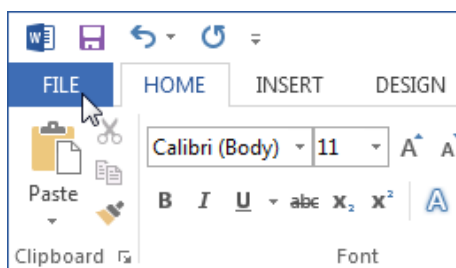 FILE HOME INSERT DESIGN
Calibri (Body) 11 A A
Paste
B I U abc X₂ X² A
Clipboard Font